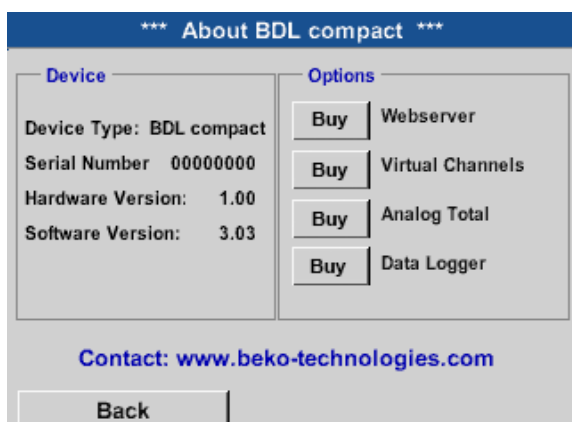 *** About BDL compact ***
Device
Device Type: BDL compact
Serial Number 00000000
Hardware Version: 1.00
Software Version: 3.03
Options
Buy Webserver
Buy Virtual Channels
Buy Analog Total
Buy Data Logger
Contact: www.beko-technologies.com
Back